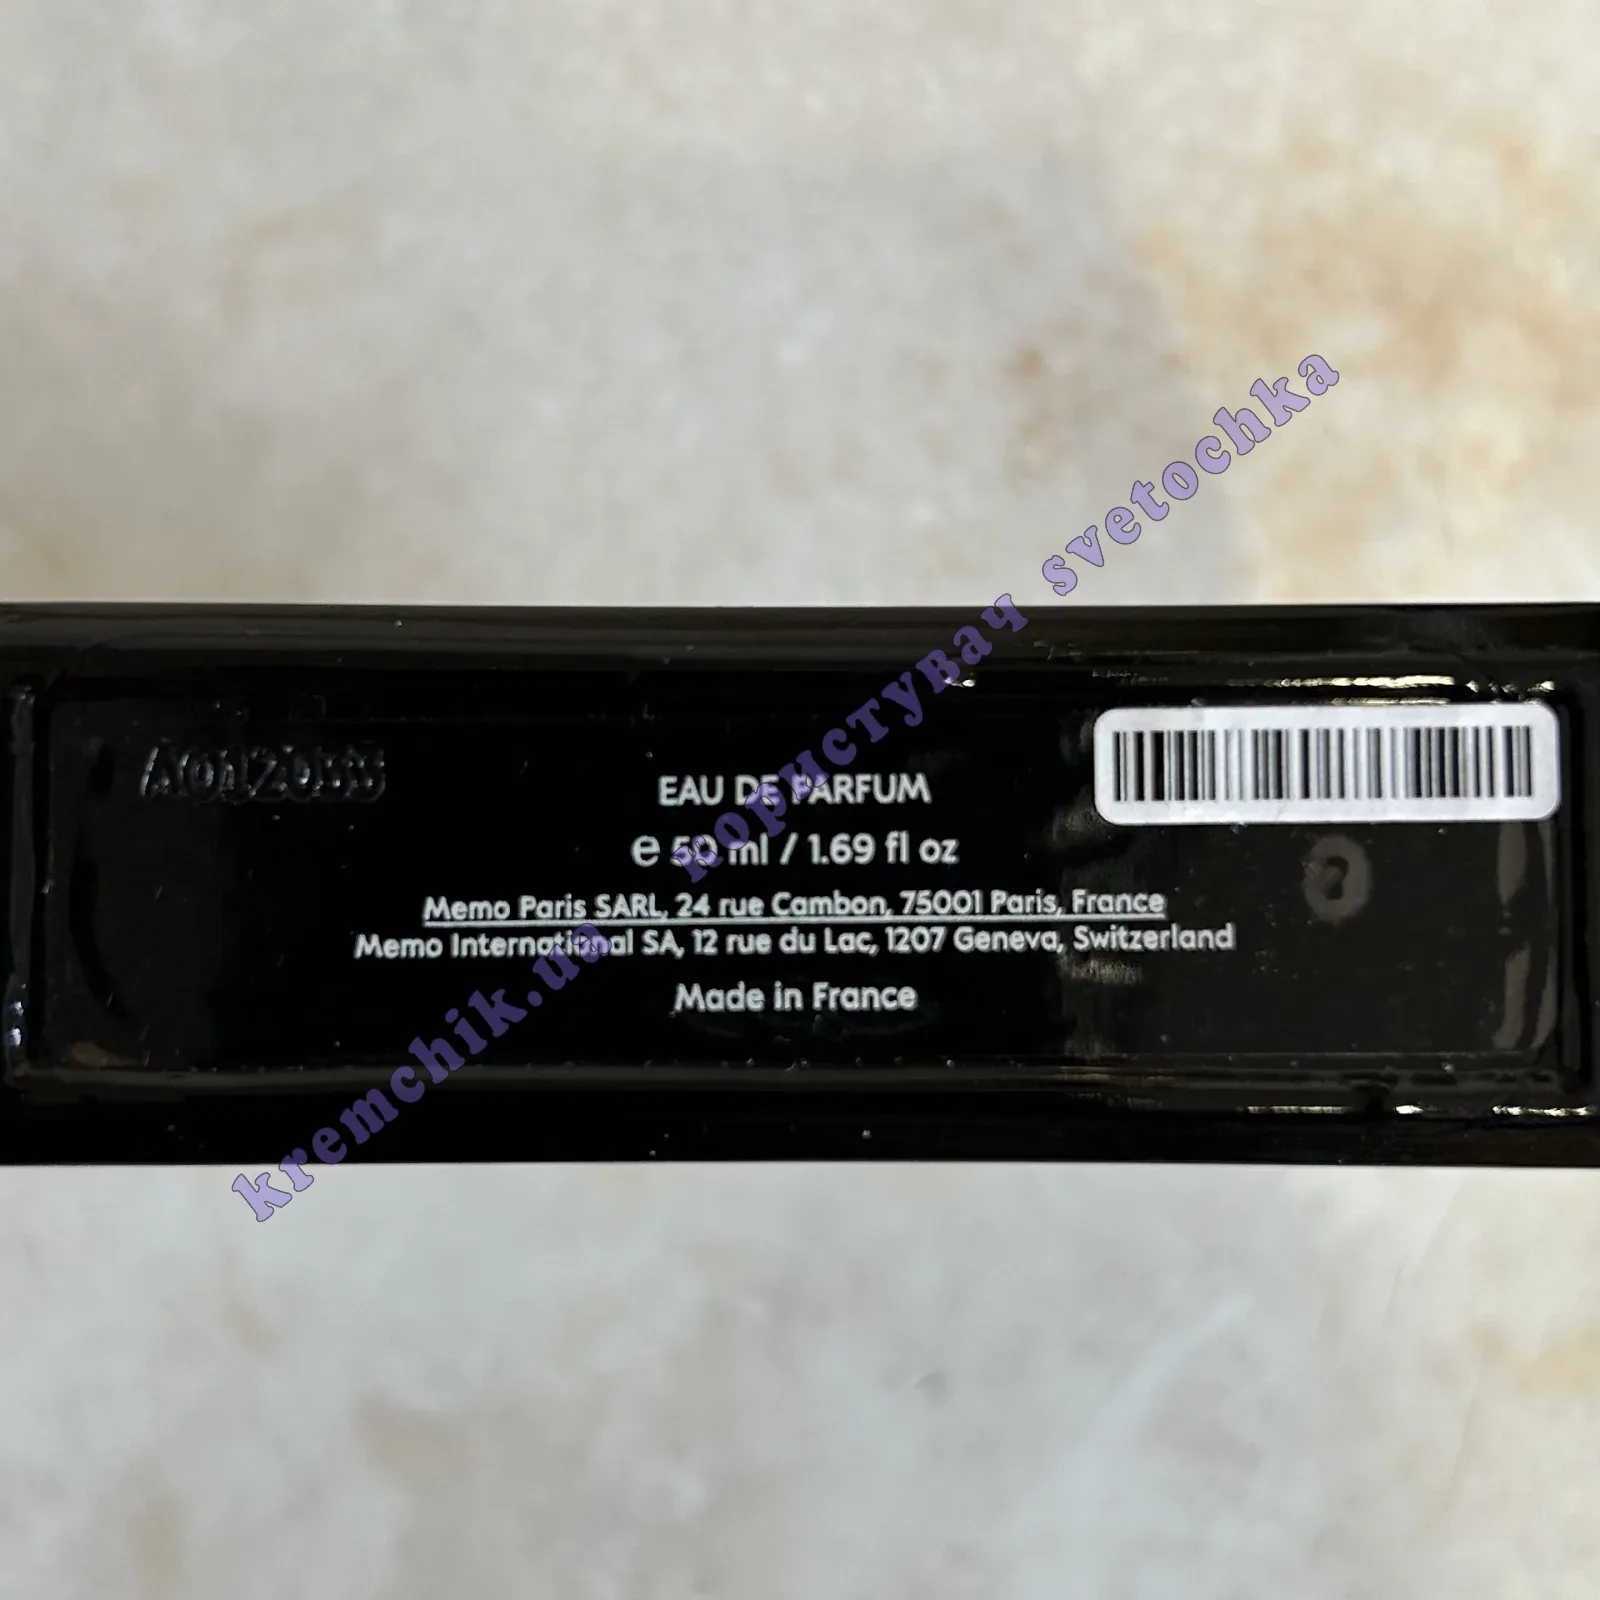 EAU DE PARFUM
e 50 ml / 1.69 fl oz
Memo Paris SARL, 24 rue Cambon, 75001 Paris, France
Memo International SA, 12 rue du Lac, 1207 Geneva, Switzerland
Made in France
kremchik.ua користувач svetochka